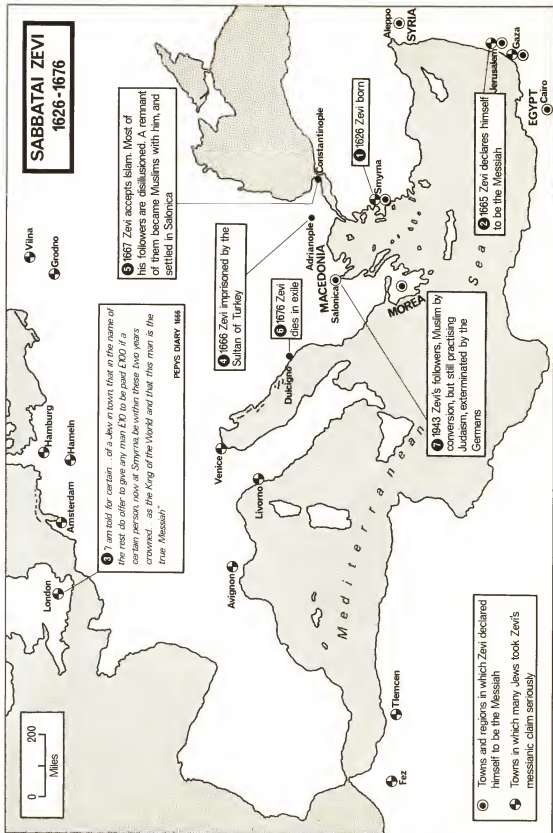 SABBATAI ZEVI
1626-1676
0 200
Miles
❶ 1626 Zevi born
❷ 1665 Zevi declares himself
to be the Messiah
❸ "I am told for certain... of a Jew in town, that in the name of
the rest do offer to give any man £10 to be paid £100 if a
certain person, now at Smyrna, be within these two years
crowned... as the King of the World and that this man is the
true Messiah"
PEPYS DIARY 1666
❹ 1666 Zevi imprisoned by the
Sultan of Turkey
❺ 1667 Zevi accepts Islam. Most of
his followers are disillusioned. A remnant
of them became Muslims with him, and
settled in Salonica
❻ 1676 Zevi
dies in exile
❼ 1943 Zevi's followers, Muslim by
conversion, but still practising
Judaism, exterminated by the
Germans
London
Amsterdam
Hamburg
Hameln
Vilna
Grodno
Venice
Livorno
Avignon
Dulcigno
Adrianople
Constantinople
MACEDONIA
Salonica
MOREA
Smyrna
Aleppo
SYRIA
Jerusalem
Gaza
EGYPT
Cairo
Tlemcen
Fez
Mediterranean Sea
Towns and regions in which Zevi declared
himself to be the Messiah
Towns in which many Jews took Zevi's
messianic claim seriously